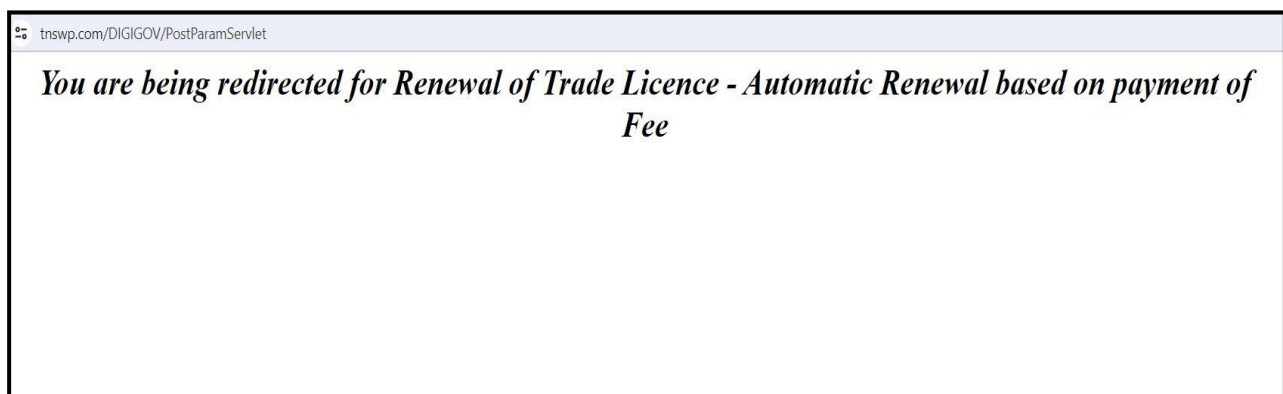 tnswp.com/DIGIGOV/PostParamServlet
You are being redirected for Renewal of Trade Licence - Automatic Renewal based on payment of
Fee